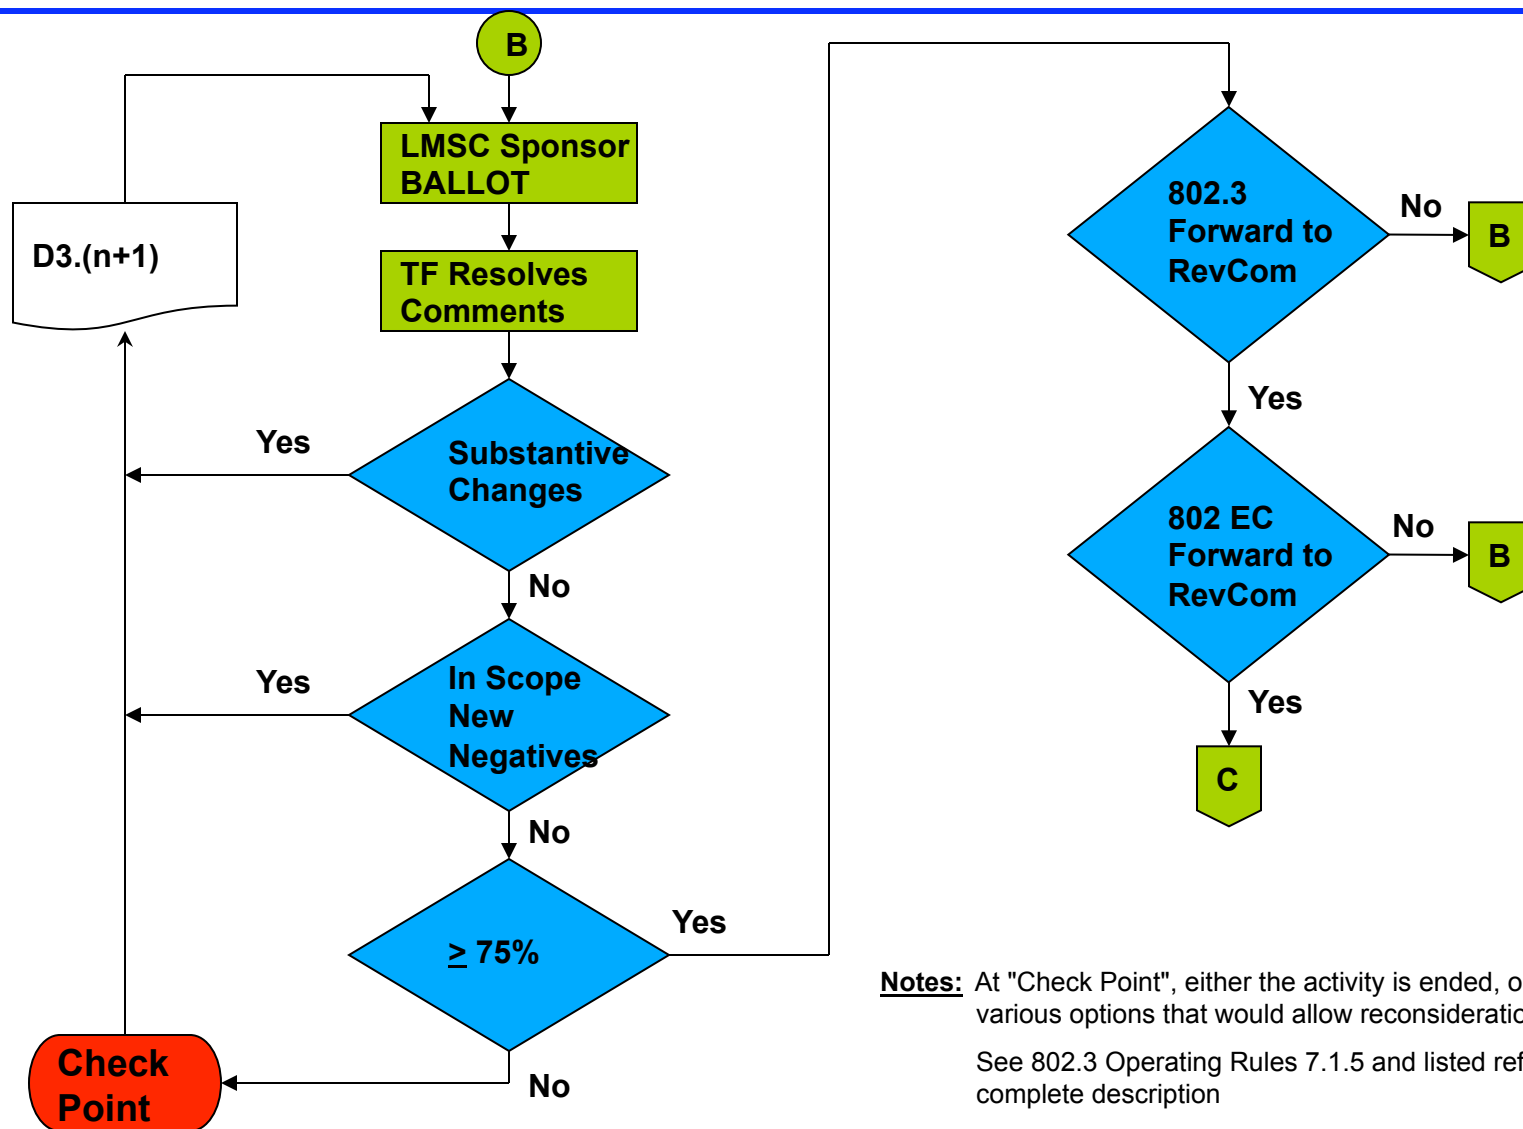 B
LMSC Sponsor
BALLOT
D3.(n+1)
TF Resolves
Comments
Yes
Substantive
Changes
No
Yes
In Scope
New
Negatives
No
≥ 75%
Yes
No
Check
Point
802.3
Forward to
RevCom
No
B
Yes
802 EC
Forward to
RevCom
No
B
Yes
C
Notes: At "Check Point", either the activity is ended, o
various options that would allow reconsideratio
See 802.3 Operating Rules 7.1.5 and listed ref
complete description